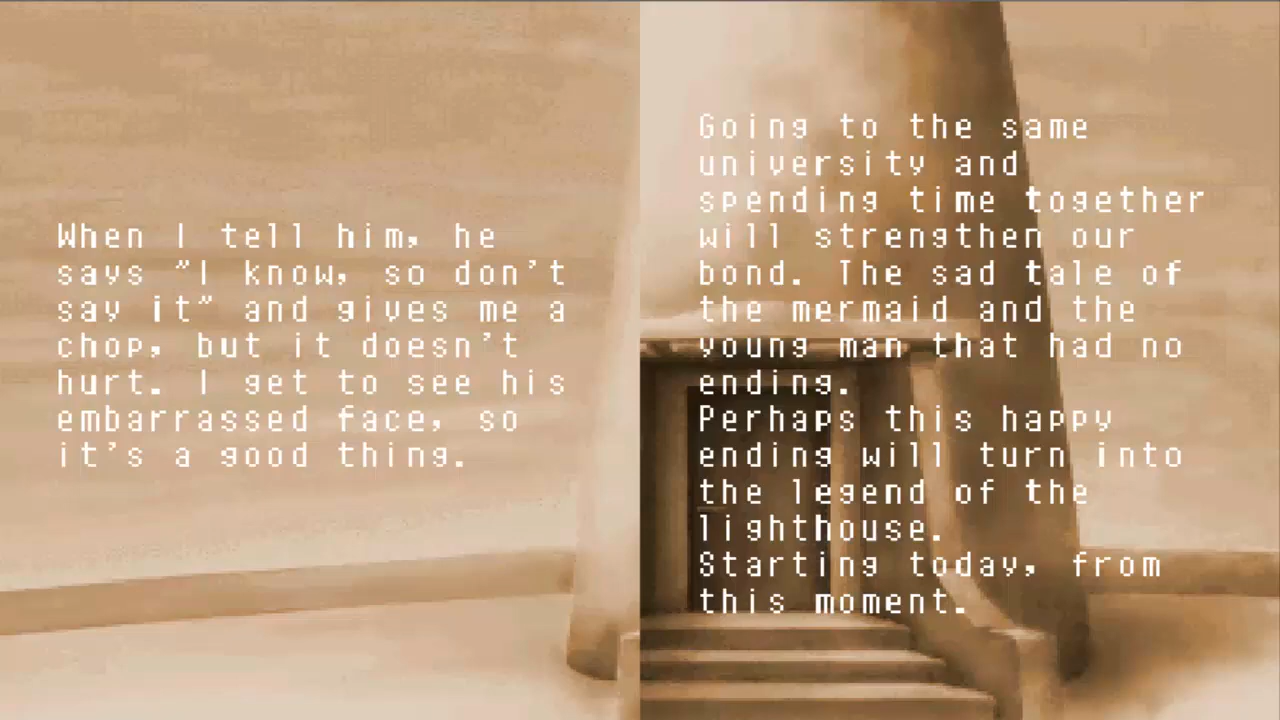 When I tell him, he
says "I know, so don't
say it" and gives me a
chop, but it doesn't
hurt. I get to see his
embarrassed face, so
it's a good thing.
Going to the same
university and
spending time together
will strengthen our
bond. The sad tale of
the mermaid and the
young man that had no
ending.
Perhaps this happy
ending will turn into
the legend of the
lighthouse.
Starting today, from
this moment.